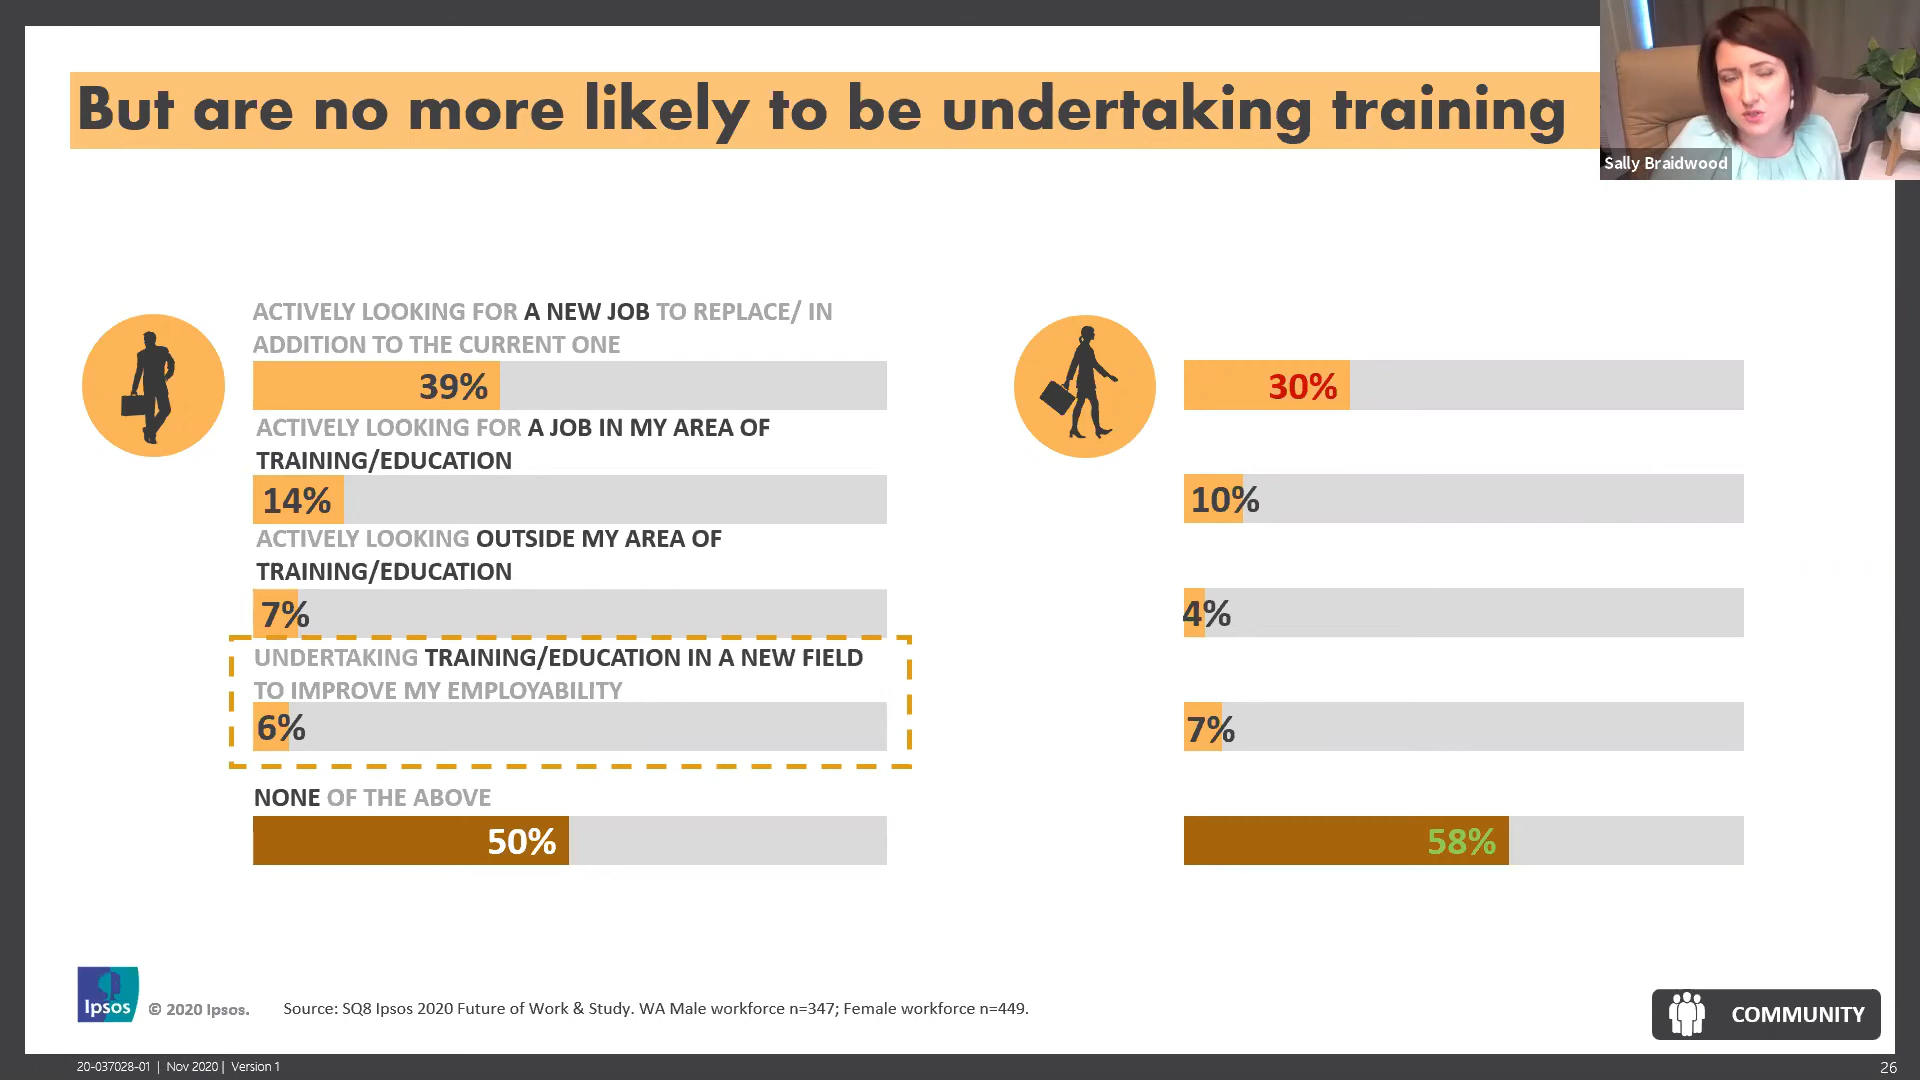 But are no more likely to be undertaking training
Sally Braidwood
ACTIVELY LOOKING FOR A NEW JOB TO REPLACE/ IN
ADDITION TO THE CURRENT ONE
39%
30%
ACTIVELY LOOKING FOR A JOB IN MY AREA OF
TRAINING/EDUCATION
14%
10%
ACTIVELY LOOKING OUTSIDE MY AREA OF
TRAINING/EDUCATION
7%
4%
UNDERTAKING TRAINING/EDUCATION IN A NEW FIELD
TO IMPROVE MY EMPLOYABILITY
6%
7%
NONE OF THE ABOVE
50%
58%
Ipsos
© 2020 Ipsos.
Source: SQ8 Ipsos 2020 Future of Work & Study. WA Male workforce n=347; Female workforce n=449.
COMMUNITY
20-037028-01 | Nov 2020 | Version 1
26